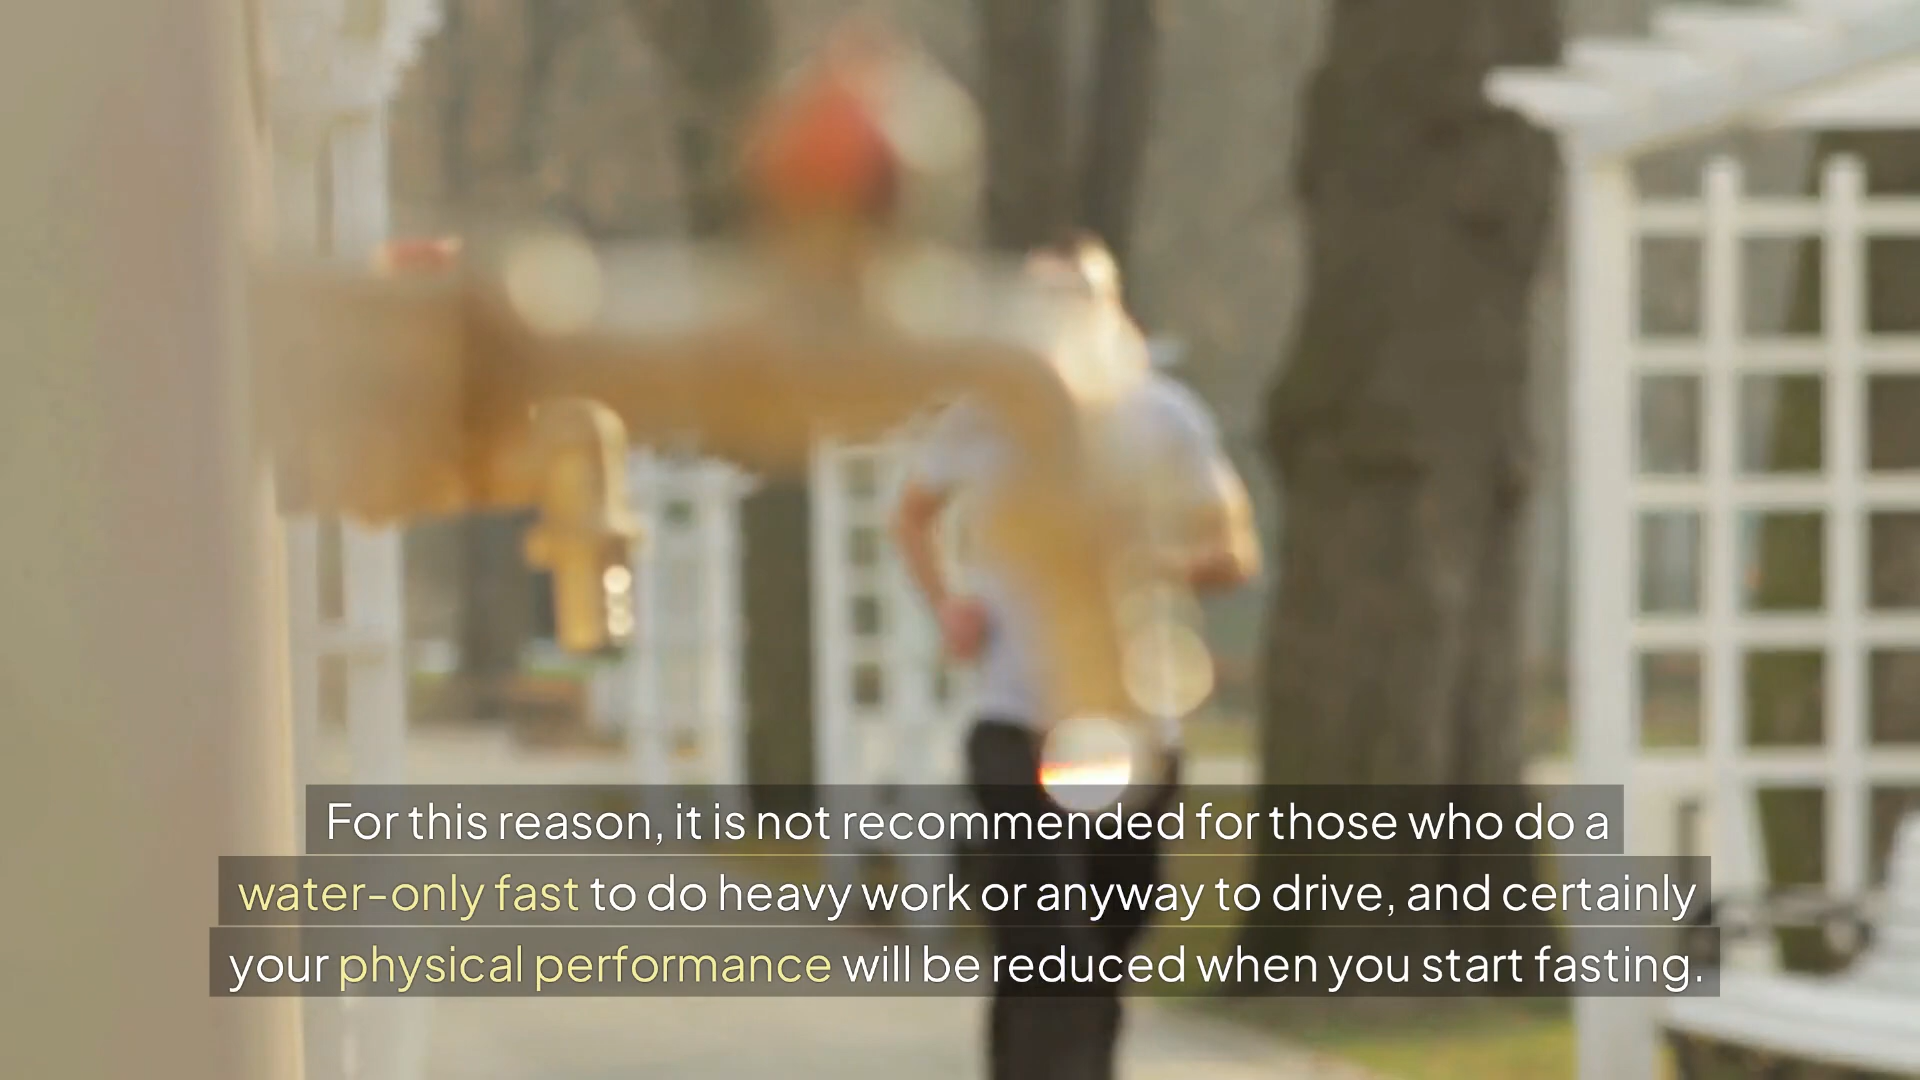 For this reason, it is not recommended for those who do a
water-only fast to do heavy work or anyway to drive, and certainly
your physical performance will be reduced when you start fasting.